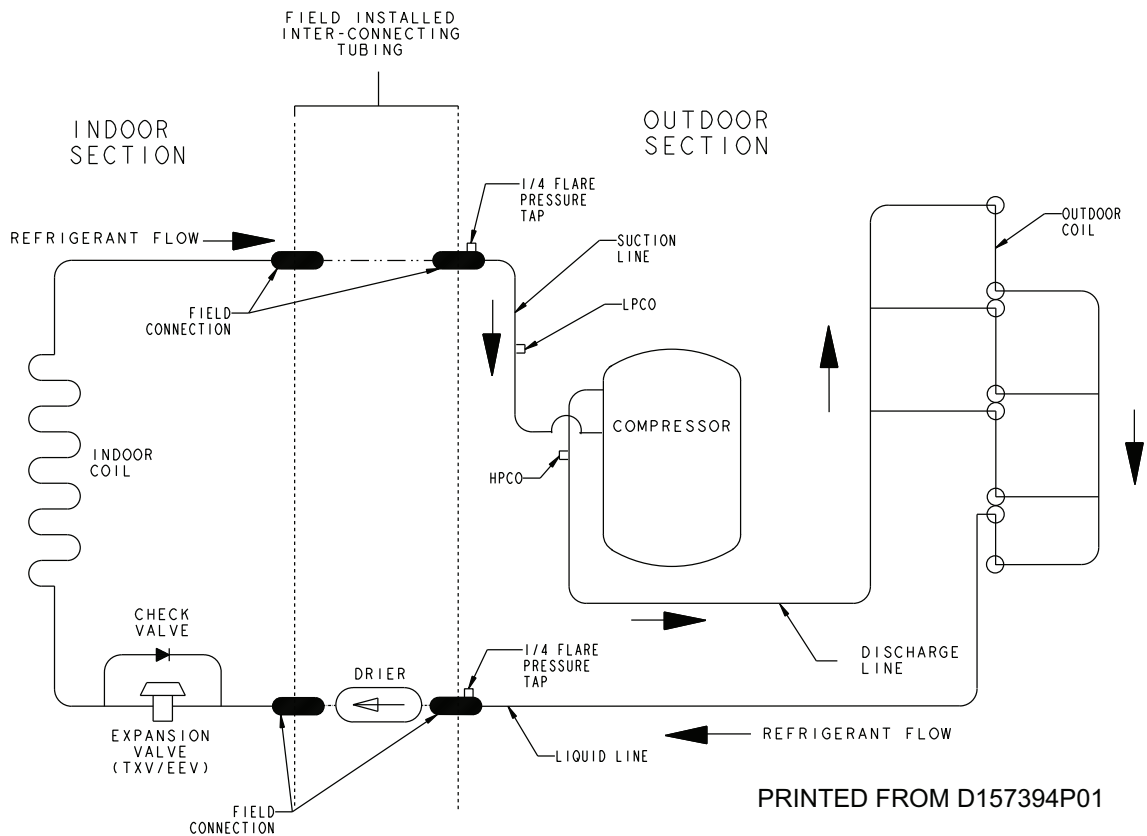 FIELD INSTALLED
INTER-CONNECTING
TUBING
INDOOR
SECTION
OUTDOOR
SECTION
1/4 FLARE
PRESSURE
TAP
OUTDOOR
COIL
REFRIGERANT FLOW
SUCTION
LINE
LPCO
FIELD
CONNECTION
COMPRESSOR
INDOOR
COIL
HPCO
CHECK
VALVE
DRIER
1/4 FLARE
PRESSURE
TAP
DISCHARGE
LINE
EXPANSION
VALVE
(TXV/EEV)
LIQUID LINE
REFRIGERANT FLOW
FIELD
CONNECTION
PRINTED FROM D157394P01